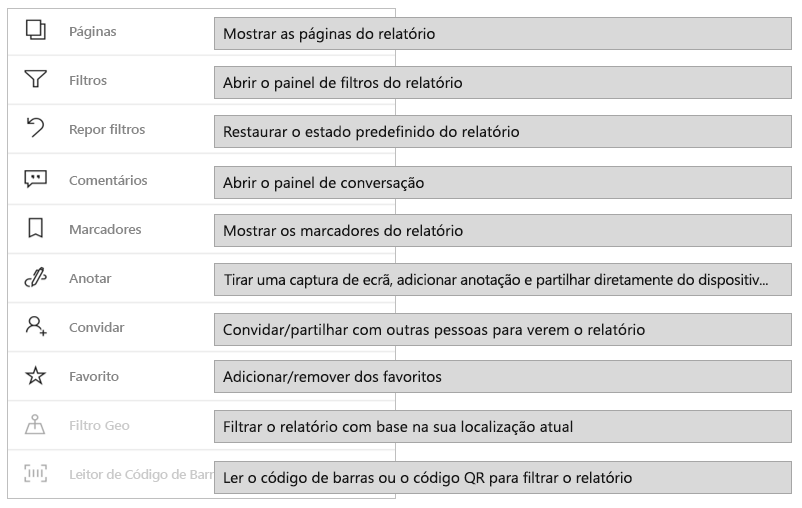 Páginas Mostrar as páginas do relatório
Filtros Abrir o painel de filtros do relatório
Repor filtros Restaurar o estado predefinido do relatório
Comentários Abrir o painel de conversação
Marcadores Mostrar os marcadores do relatório
Anotar Tirar uma captura de ecrã, adicionar anotação e partilhar diretamente do dispositiv...
Convidar Convidar/partilhar com outras pessoas para verem o relatório
Favorito Adicionar/remover dos favoritos
Filtro Geo Filtrar o relatório com base na sua localização atual
Leitor de Código de Barr Ler o código de barras ou o código QR para filtrar o relatório